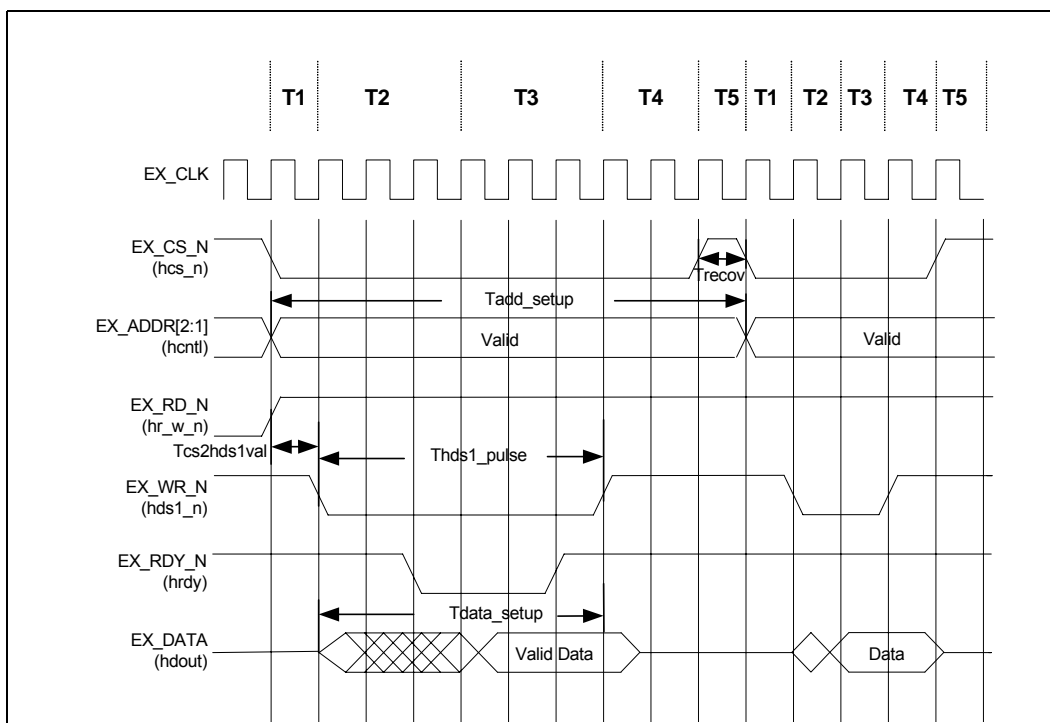 T1 T2 T3 T4 T5 T1 T2 T3 T4 T5
EX_CLK
EX_CS_N
(hcs_n)
Trecov
Tadd_setup
EX_ADDR[2:1]
(hcntl)
Valid
Valid
EX_RD_N
(hr_w_n)
Tcs2hds1val
Thds1_pulse
EX_WR_N
(hds1_n)
EX_RDY_N
(hrdy)
Tdata_setup
EX_DATA
(hdout)
Valid Data
Data